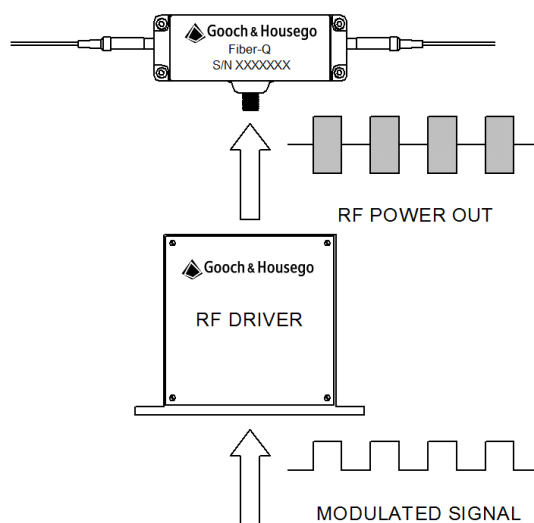 Gooch & Housego
Fiber-Q
S/N XXXXXXX
RF POWER OUT
Gooch & Housego
RF DRIVER
MODULATED SIGNAL